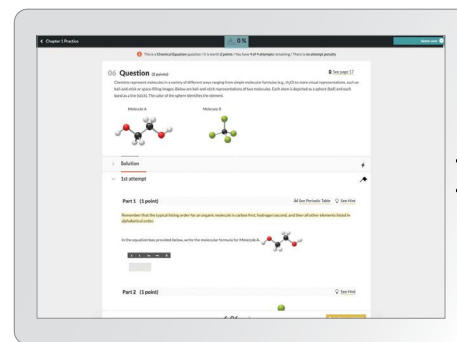 Chapter 1 Practice
0%
This is a Chemical Equation question / It is worth 2 points / You have 4 of 4 attempts remaining / There is no attempt penalty
06 Question (2 points)
See page 17
Chemists represent molecules in a variety of different ways ranging from simple molecular formulas (e.g., H₂O) to more visual representations, such as
ball-and-stick or space-filling images. Below are ball-and-stick representations of two molecules. Each atom is depicted as a sphere (ball) and each
bond as a line (stick). The color of the sphere identifies the element.
Molecule A
Molecule B
Solution
1st attempt
Part 1 (1 point)
See Periodic Table
See Hint
Remember that the typical listing order for an organic molecule is carbon first, hydrogen second, and then all other elements listed in
alphabetical order.
In the equation box provided below, write the molecular formula for Molecule A.
Part 2 (1 point)
See Hint